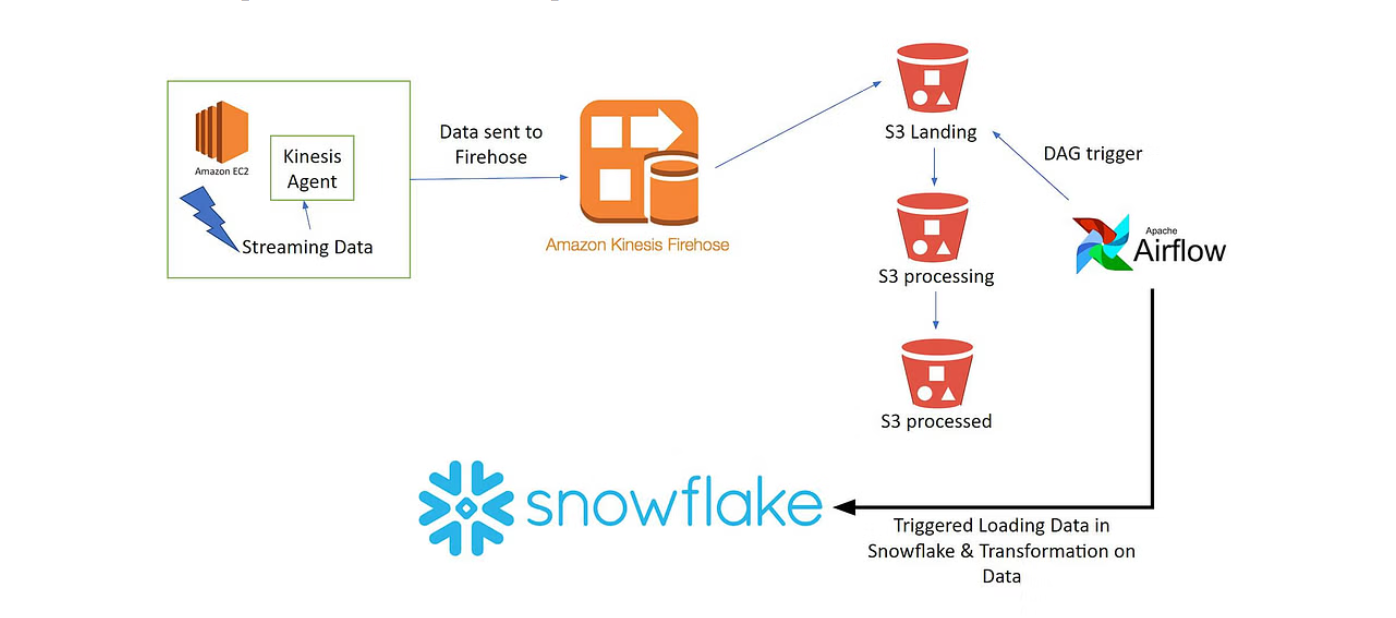 Amazon EC2
Kinesis
Agent
Streaming Data
Data sent to
Firehose
Amazon Kinesis Firehose
S3 Landing
DAG trigger
S3 processing
Apache
Airflow
S3 processed
snowflake
Triggered Loading Data in
Snowflake & Transformation on
Data